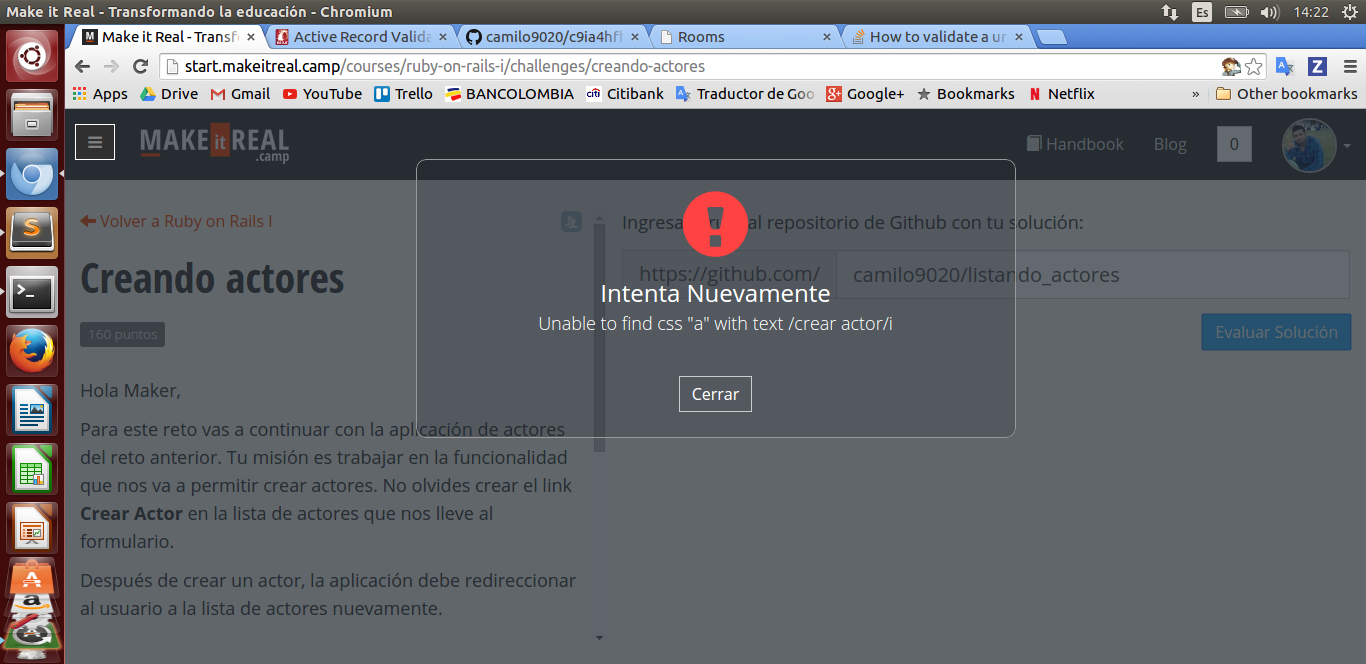 Make it Real - Transformando la educación - Chromium
Es
14:22
Make it Real - Transf
Active Record Valida
camilo9020/c9ia4hfl
Rooms
How to validate a ur
start.makeitreal.camp/courses/ruby-on-rails-i/challenges/creando-actores
Apps
Drive
Gmail
YouTube
Trello
BANCOLOMBIA
citi Citibank
Traductor de Goo
Google+
Bookmarks
N Netflix
»
Other bookmarks
MAKE it REAL
.camp
Handbook
Blog
0
Volver a Ruby on Rails I
Creando actores
160 puntos
Hola Maker,
Para este reto vas a continuar con la aplicación de actores
del reto anterior. Tu misión es trabajar en la funcionalidad
que nos va a permitir crear actores. No olvides crear el link
Crear Actor en la lista de actores que nos lleve al
formulario.
Después de crear un actor, la aplicación debe redireccionar
al usuario a la lista de actores nuevamente.
Ingresa al repositorio de Github con tu solución:
https://github.com/
camilo9020/listando_actores
Evaluar Solución
Intenta Nuevamente
Unable to find css "a" with text /crear actor/i
Cerrar